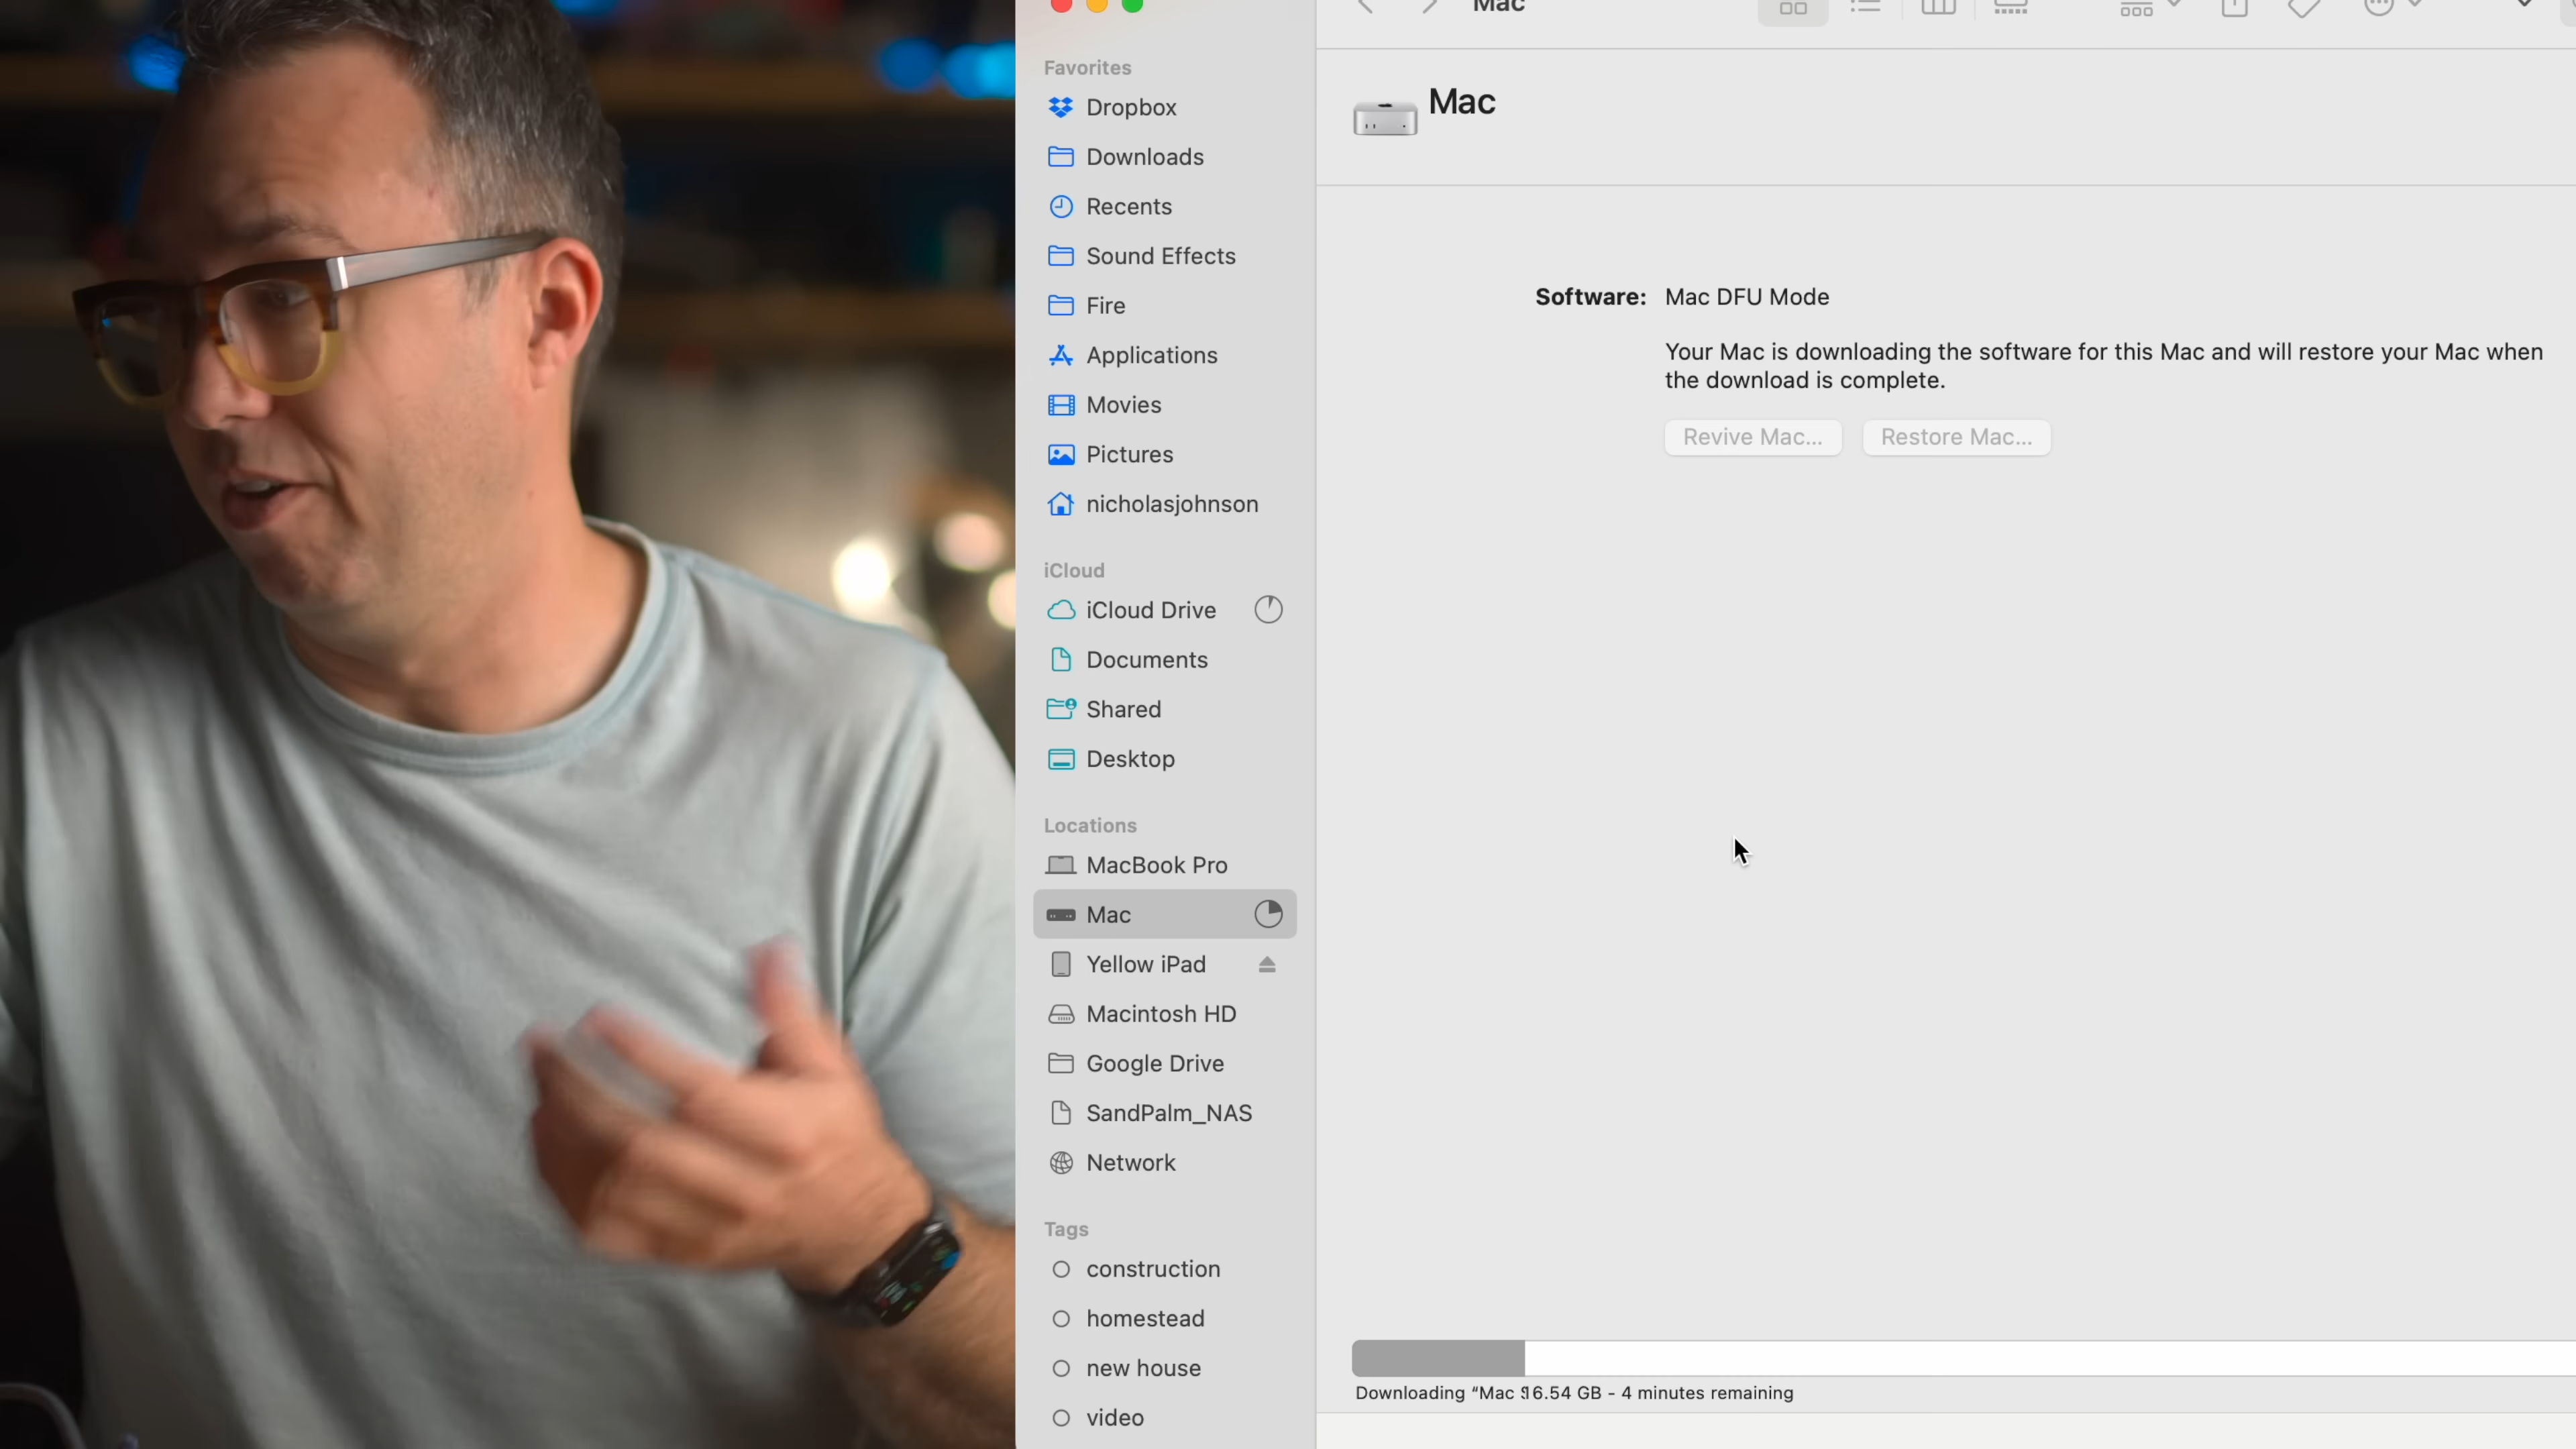 Mac
Favorites
Dropbox
Downloads
Recents
Sound Effects
Fire
Applications
Movies
Pictures
nicholasjohnson
iCloud
iCloud Drive
Documents
Shared
Desktop
Locations
MacBook Pro
Mac
Yellow iPad
Macintosh HD
Google Drive
SandPalm_NAS
Network
Tags
construction
homestead
new house
video
Mac
Software: Mac DFU Mode
Your Mac is downloading the software for this Mac and will restore your Mac when
the download is complete.
Revive Mac...
Restore Mac...
Downloading “Mac 6.54 GB - 4 minutes remaining